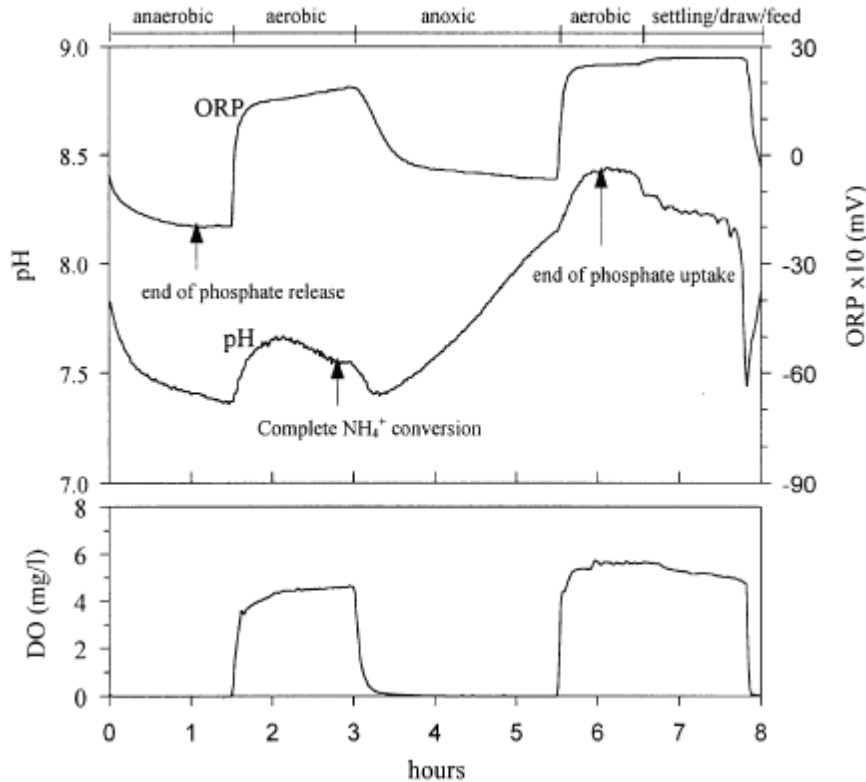 anaerobic aerobic anoxic aerobic settling/draw/feed
9.0 30
ORP
8.5 0
pH 8.0 -30 ORP x10 (mV)
end of phosphate release end of phosphate uptake
pH
7.5 -60
Complete NH₄⁺ conversion
7.0 -90
8
6
DO (mg/l) 4
2
0
0 1 2 3 4 5 6 7 8
hours